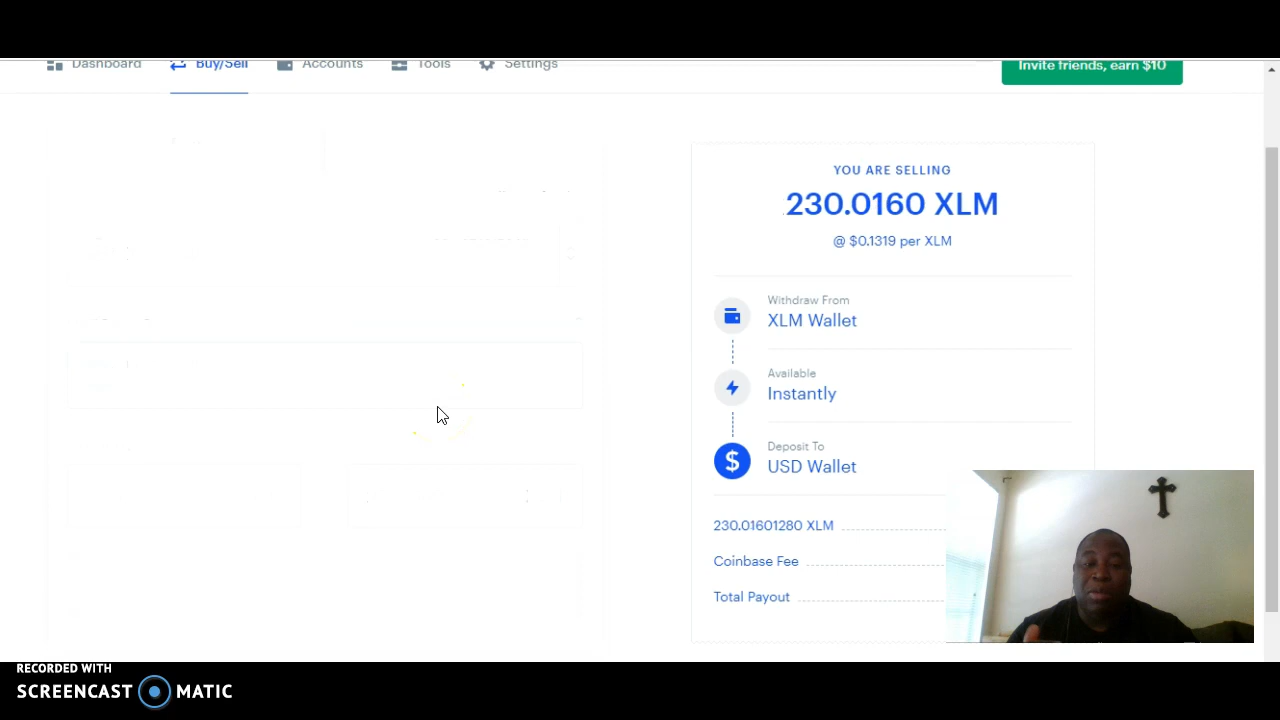 Dashboard
Buy/Sell
Accounts
Tools
Settings
Invite friends, earn $10
YOU ARE SELLING
230.0160 XLM
@ $0.1319 per XLM
Withdraw From
XLM Wallet
Available
Instantly
Deposit To
USD Wallet
230.01601280 XLM
Coinbase Fee
Total Payout
RECORDED WITH
SCREENCAST MATIC